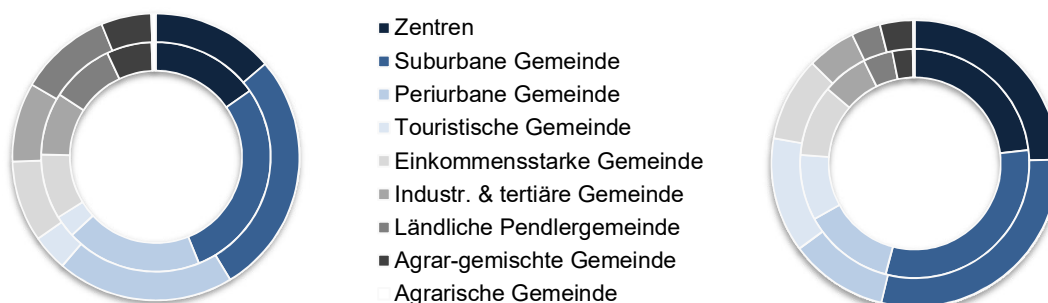 Zentren
Suburbane Gemeinde
Periurbane Gemeinde
Touristische Gemeinde
Einkommensstarke Gemeinde
Industr. & tertiäre Gemeinde
Ländliche Pendlergemeinde
Agrar-gemischte Gemeinde
Agrarische Gemeinde